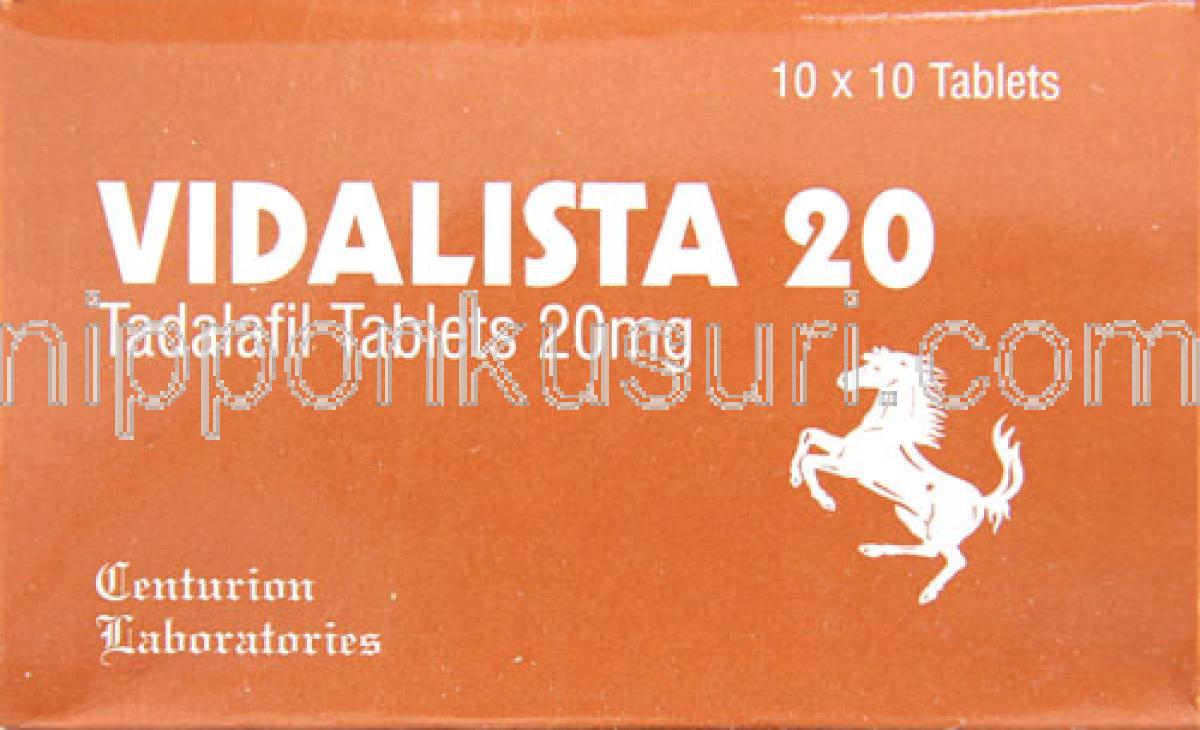 10 x 10 Tablets
VIDALISTA 20
Tadalafil Tablets 20mg
nipponkusuri.com
Centurion
Laboratories